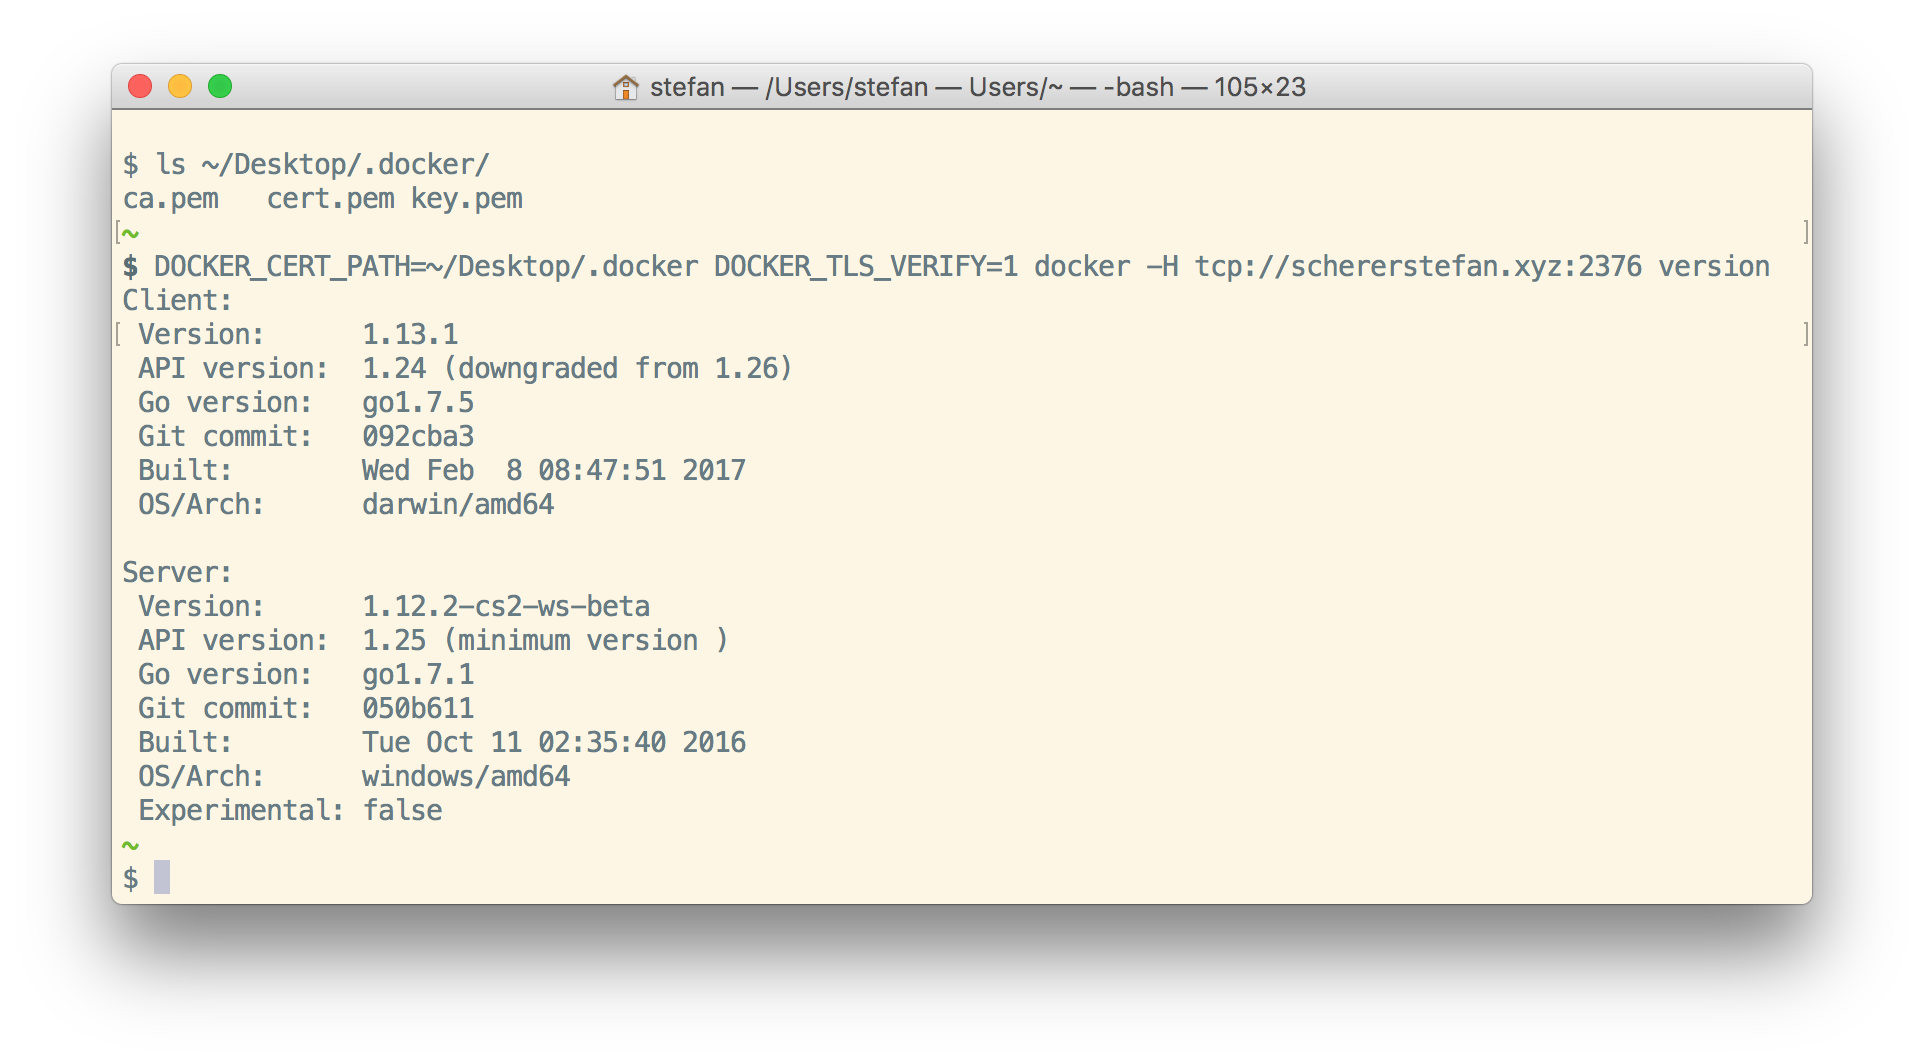 stefan — /Users/stefan — Users/~ — -bash — 105×23
$ ls ~/Desktop/.docker/
ca.pem   cert.pem key.pem
[~ ]
$ DOCKER_CERT_PATH=~/Desktop/.docker DOCKER_TLS_VERIFY=1 docker -H tcp://schererstefan.xyz:2376 version
Client:
[ Version:      1.13.1 ]
 API version:  1.24 (downgraded from 1.26)
 Go version:   go1.7.5
 Git commit:   092cba3
 Built:        Wed Feb  8 08:47:51 2017
 OS/Arch:      darwin/amd64

Server:
 Version:      1.12.2-cs2-ws-beta
 API version:  1.25 (minimum version )
 Go version:   go1.7.1
 Git commit:   050b611
 Built:        Tue Oct 11 02:35:40 2016
 OS/Arch:      windows/amd64
 Experimental: false
~
$